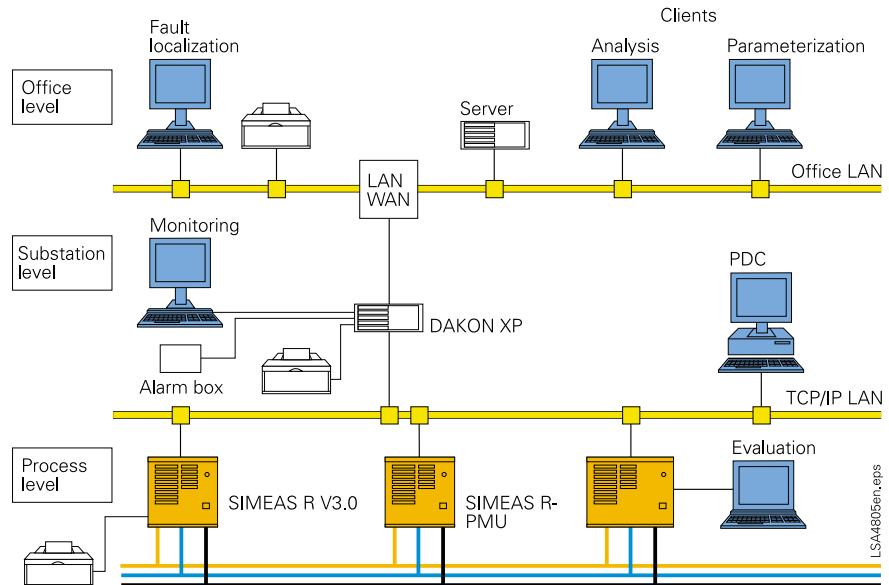 Clients
Fault
localization
Analysis
Parameterization
Office
level
Server
Office LAN
LAN
WAN
Substation
level
Monitoring
PDC
DAKON XP
Alarm box
TCP/IP LAN
Process
level
Evaluation
SIMEAS R V3.0
SIMEAS R-
PMU
LSA4805en.eps